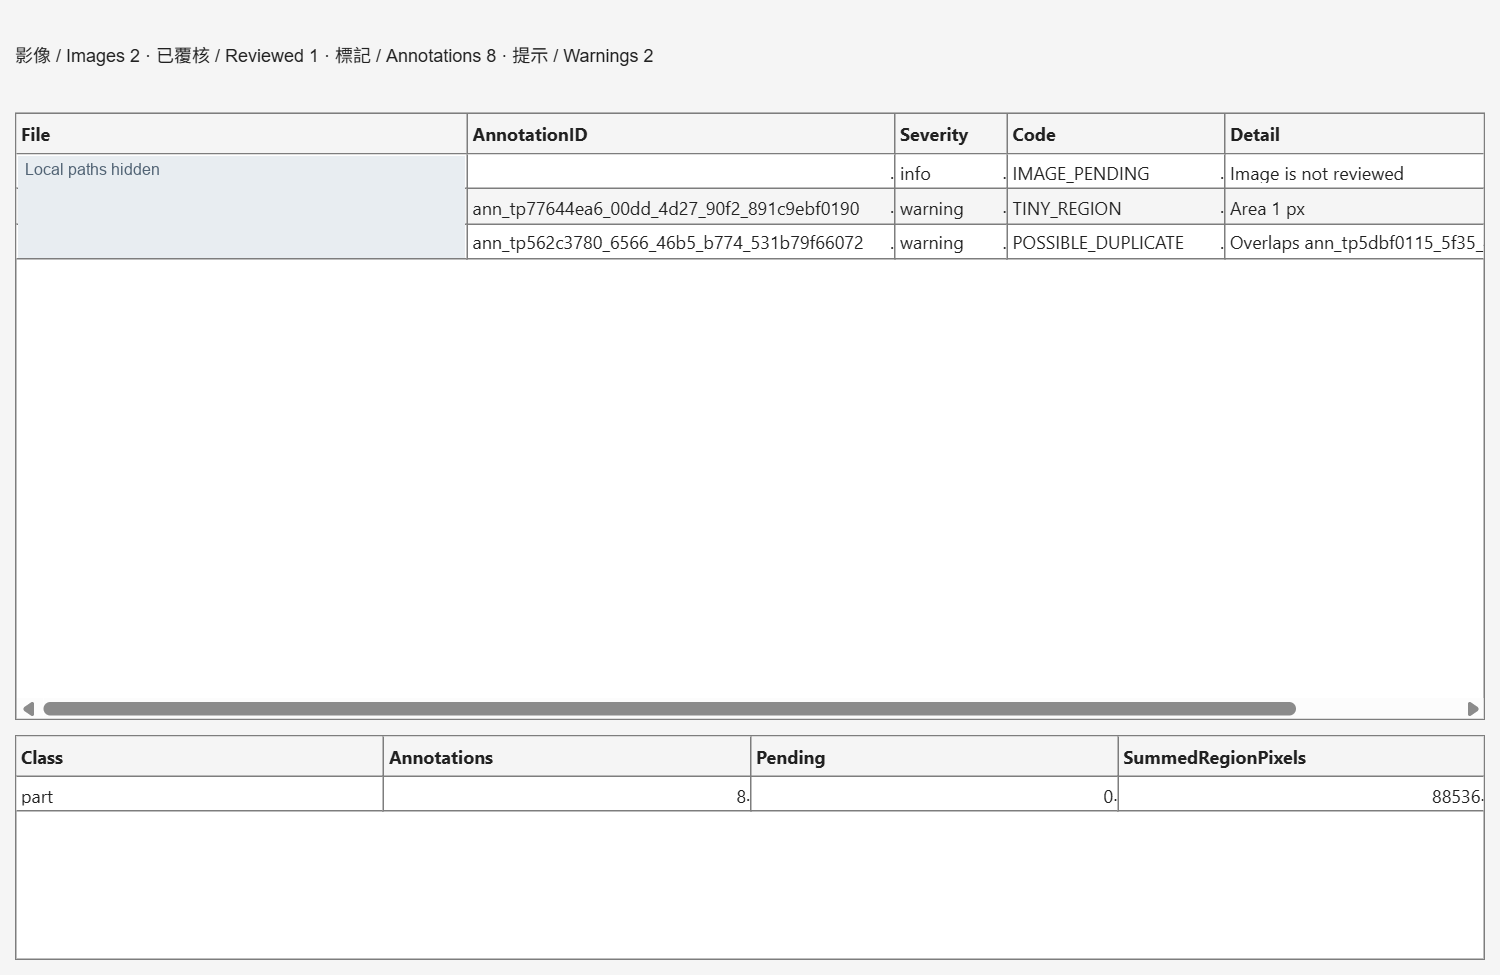 影像 / Images 2 · 已覆核 / Reviewed 1 · 標記 / Annotations 8 · 提示 / Warnings 2
File AnnotationID Severity Code Detail
Local paths hidden info IMAGE_PENDING Image is not reviewed
ann_tp77644ea6_00dd_4d27_90f2_891c9ebf0190 warning TINY_REGION Area 1 px
ann_tp562c3780_6566_46b5_b774_531b79f66072 warning POSSIBLE_DUPLICATE Overlaps ann_tp5dbf0115_5f35_
Class Annotations Pending SummedRegionPixels
part 8 0 88536